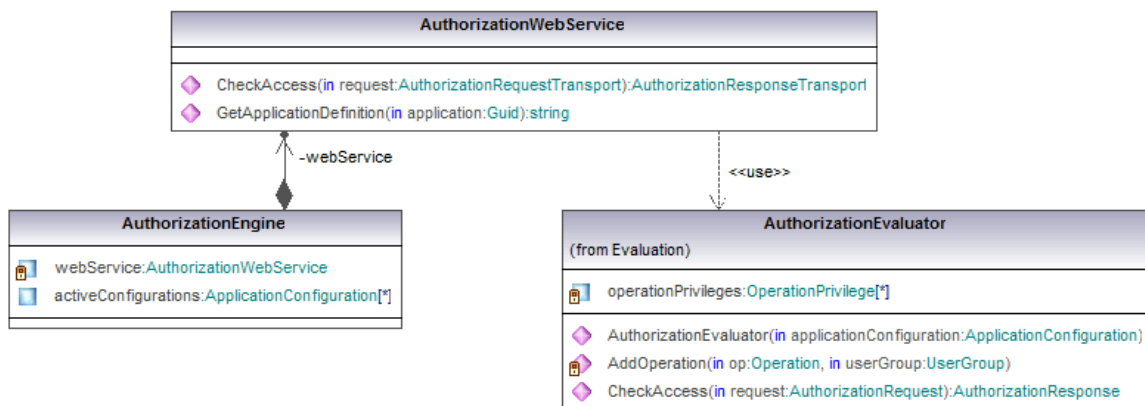 AuthorizationWebService
CheckAccess(in request:AuthorizationRequestTransport):AuthorizationResponseTransport
GetApplicationDefinition(in application:Guid):string
-webService
<<use>>
AuthorizationEngine
webService:AuthorizationWebService
activeConfigurations:ApplicationConfiguration[*]
AuthorizationEvaluator
(from Evaluation)
operationPrivileges:OperationPrivilege[*]
AuthorizationEvaluator(in applicationConfiguration:ApplicationConfiguration)
AddOperation(in op:Operation, in userGroup:UserGroup)
CheckAccess(in request:AuthorizationRequest):AuthorizationResponse